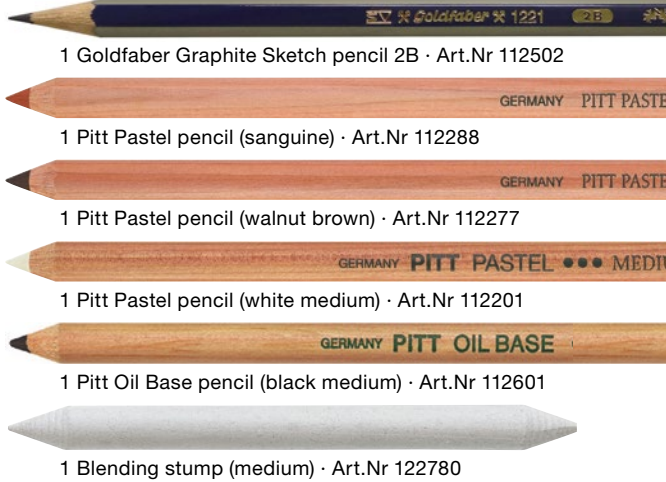 Goldfaber 1221 2B
1 Goldfaber Graphite Sketch pencil 2B · Art.Nr 112502
GERMANY PITT PASTE
1 Pitt Pastel pencil (sanguine) · Art.Nr 112288
GERMANY PITT PASTE
1 Pitt Pastel pencil (walnut brown) · Art.Nr 112277
GERMANY PITT PASTEL ●●● MEDIU
1 Pitt Pastel pencil (white medium) · Art.Nr 112201
GERMANY PITT OIL BASE
1 Pitt Oil Base pencil (black medium) · Art.Nr 112601
1 Blending stump (medium) · Art.Nr 122780